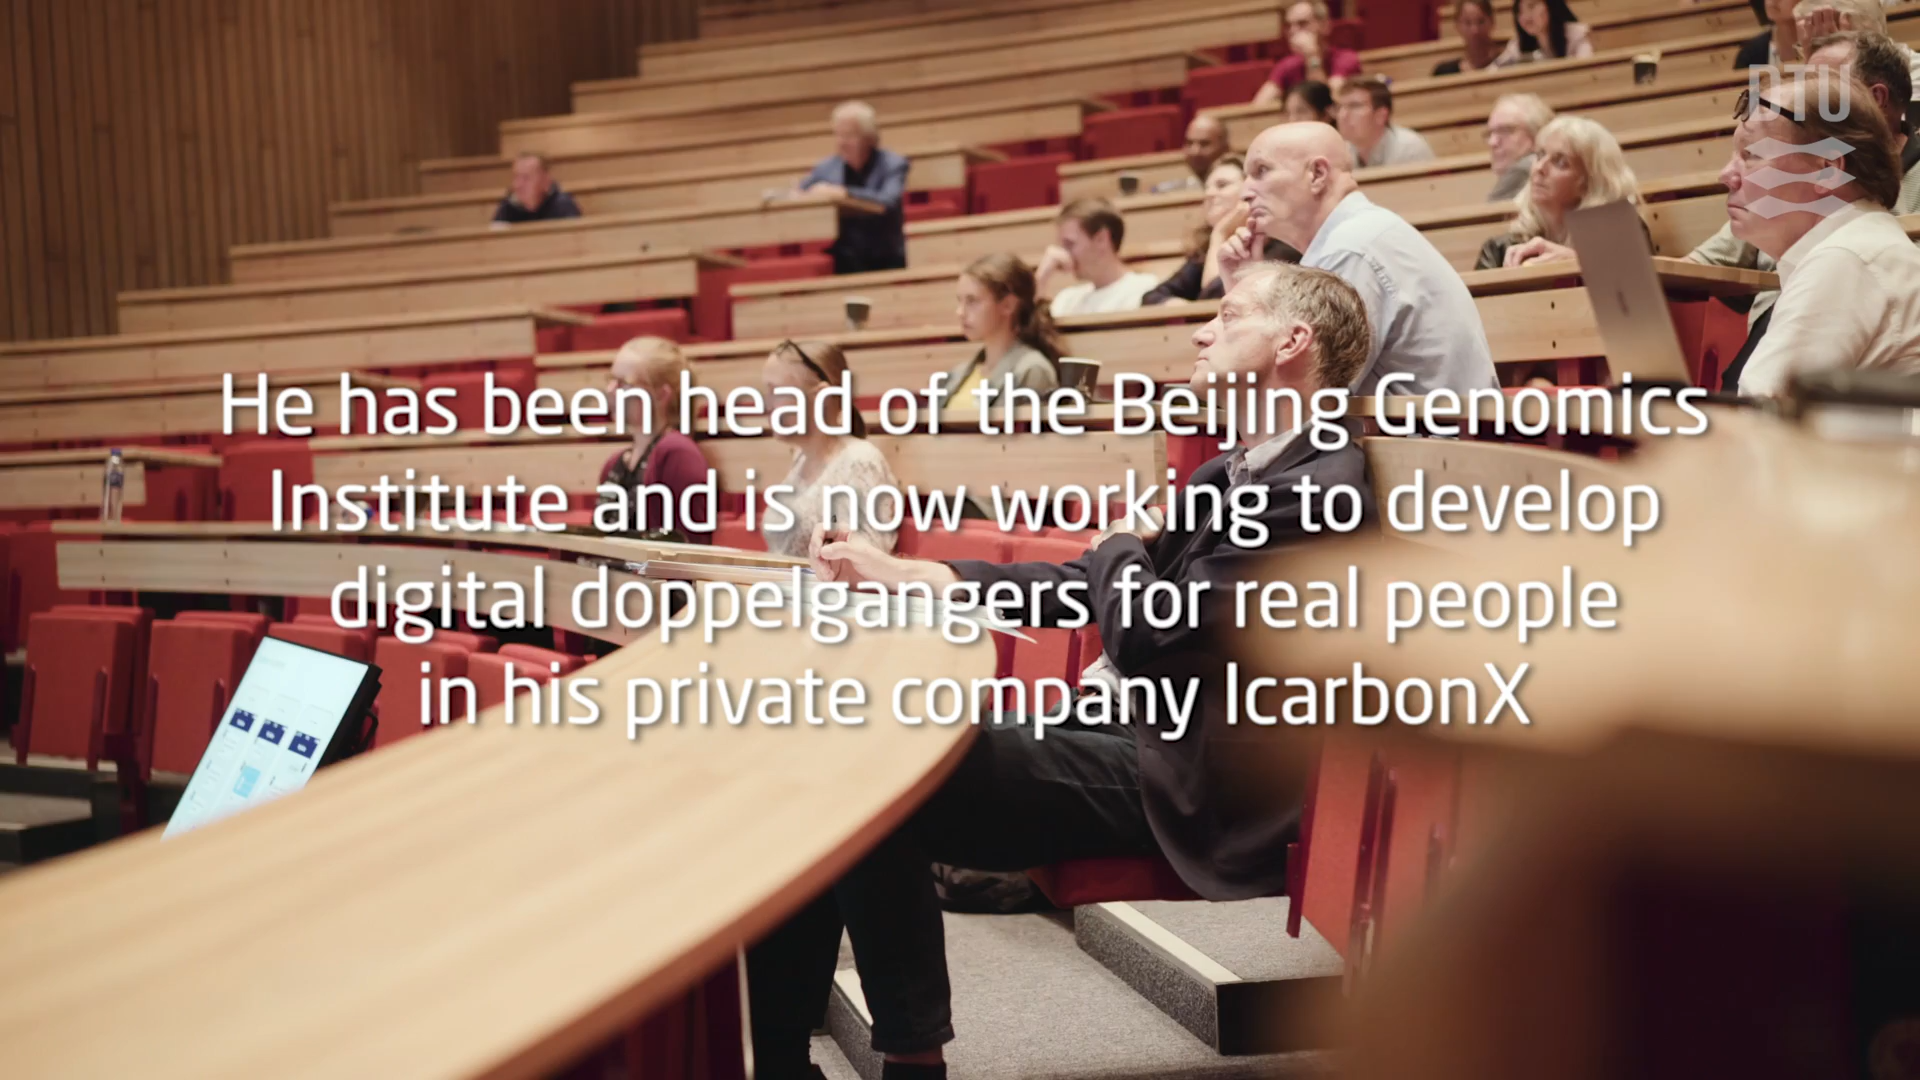 DTU
He has been head of the Beijing Genomics
Institute and is now working to develop
digital doppelgangers for real people
in his private company IcarbonX